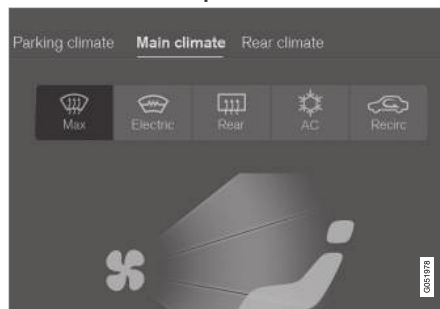 Parking climate Main climate Rear climate
Max Electric Rear AC Recirc
G051978